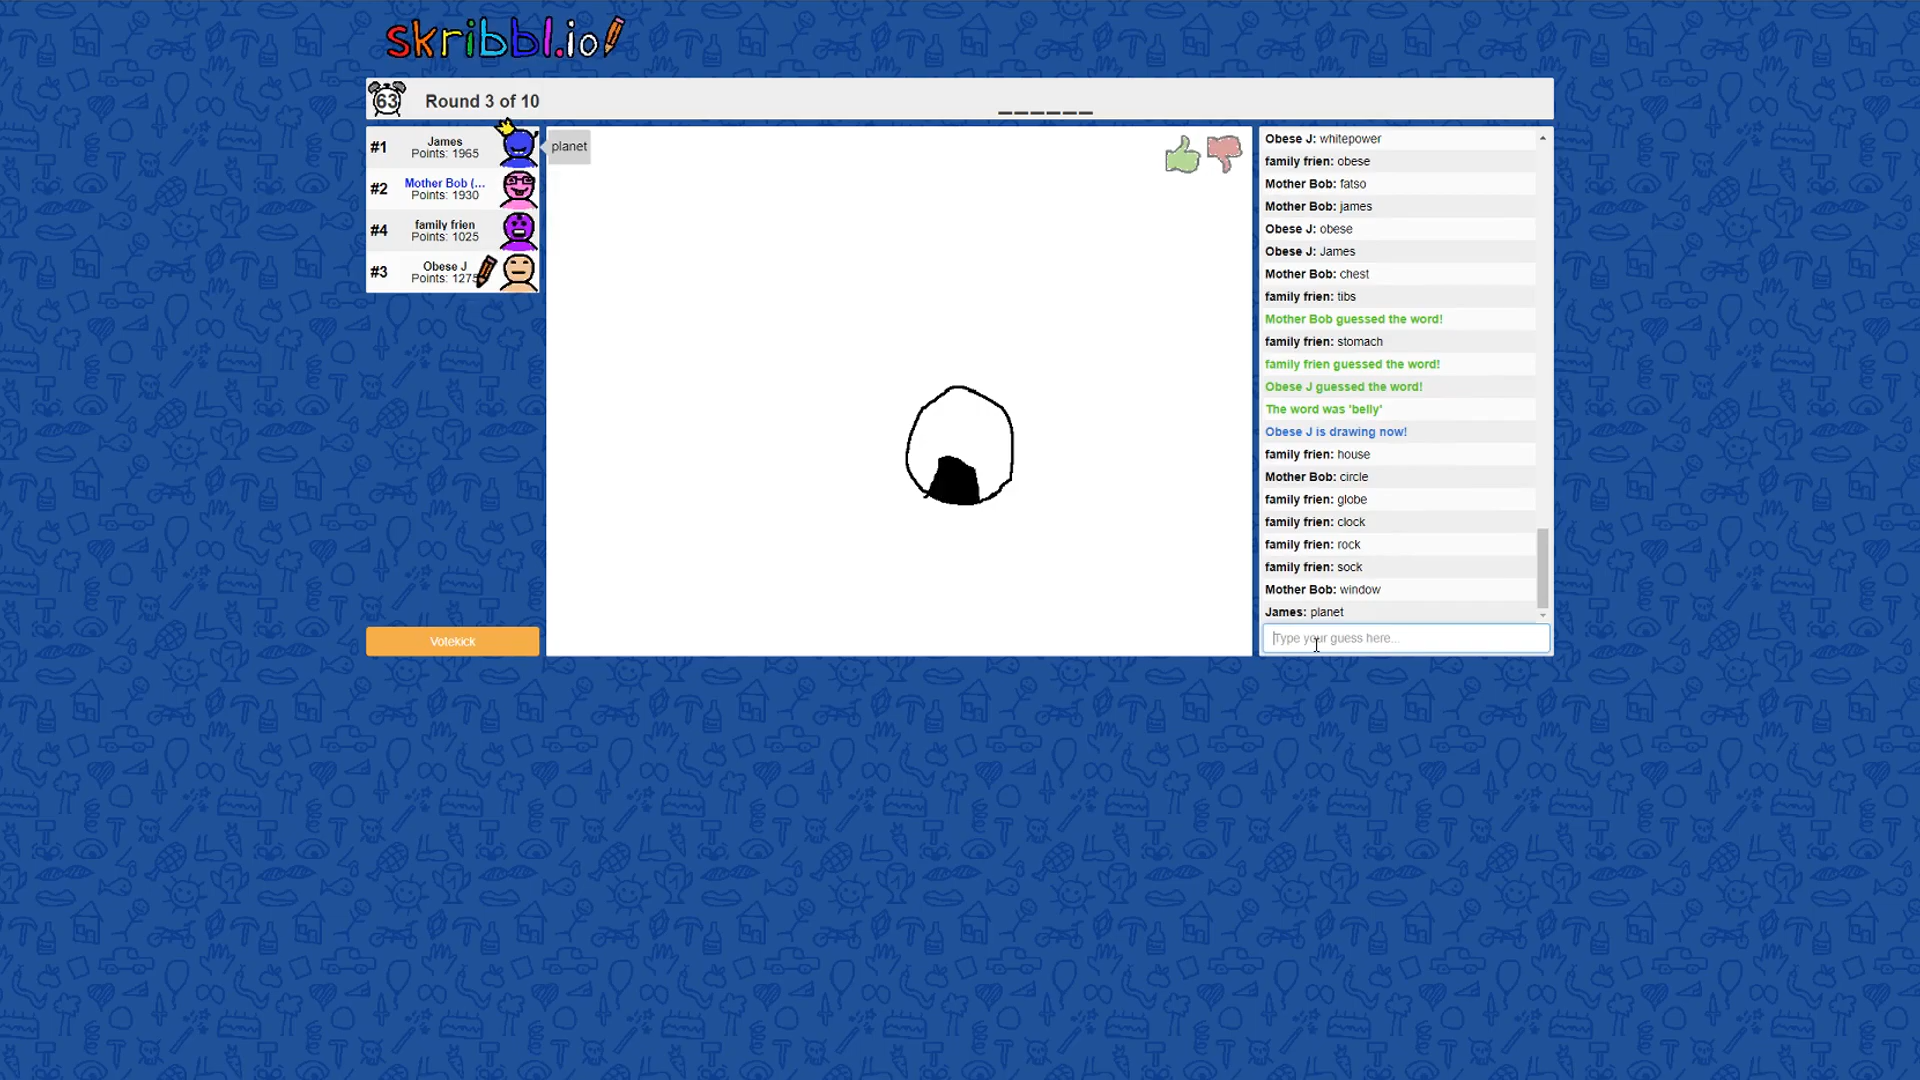 skribbl.io
63
Round 3 of 10
______
#1
James
Points: 1965
planet
#2
Mother Bob (...
Points: 1930
#4
family frien
Points: 1025
#3
Obese J
Points: 1275
Votekick
Obese J: whitepower
family frien: obese
Mother Bob: fatso
Mother Bob: james
Obese J: obese
Obese J: James
Mother Bob: chest
family frien: tibs
Mother Bob guessed the word!
family frien: stomach
family frien guessed the word!
Obese J guessed the word!
The word was 'belly'
Obese J is drawing now!
family frien: house
Mother Bob: circle
family frien: globe
family frien: clock
family frien: rock
family frien: sock
Mother Bob: window
James: planet
Type your guess here...